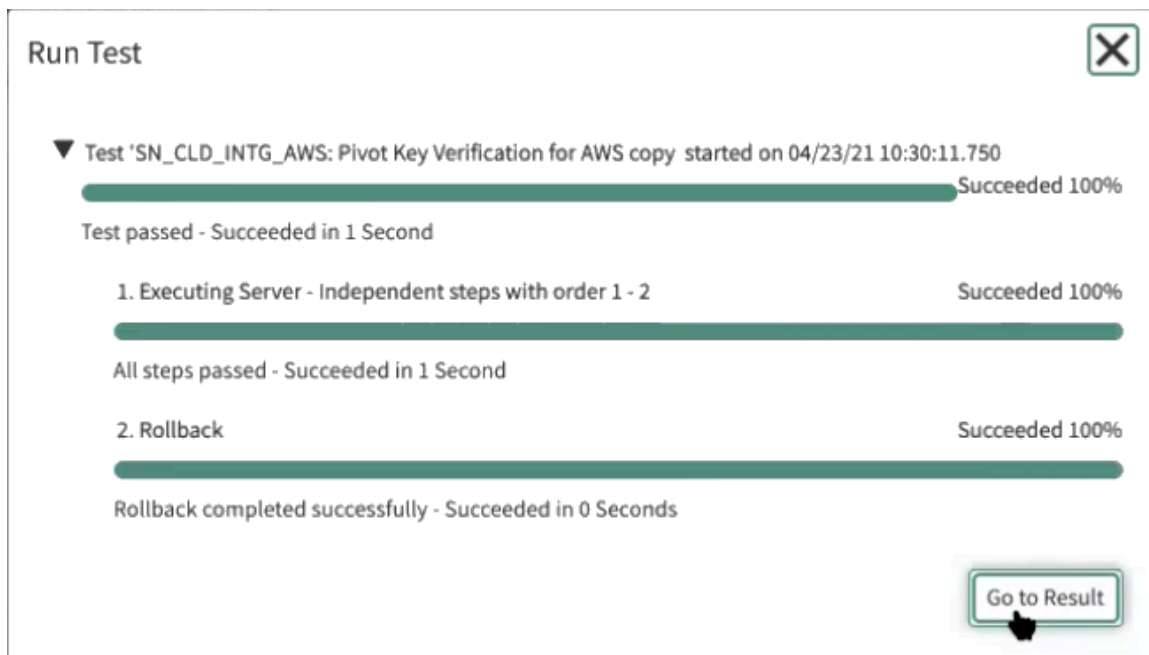 Run Test
Test 'SN_CLD_INTG_AWS: Pivot Key Verification for AWS copy started on 04/23/21 10:30:11.750
Succeeded 100%
Test passed - Succeeded in 1 Second
1. Executing Server - Independent steps with order 1 - 2 Succeeded 100%
All steps passed - Succeeded in 1 Second
2. Rollback Succeeded 100%
Rollback completed successfully - Succeeded in 0 Seconds
Go to Result